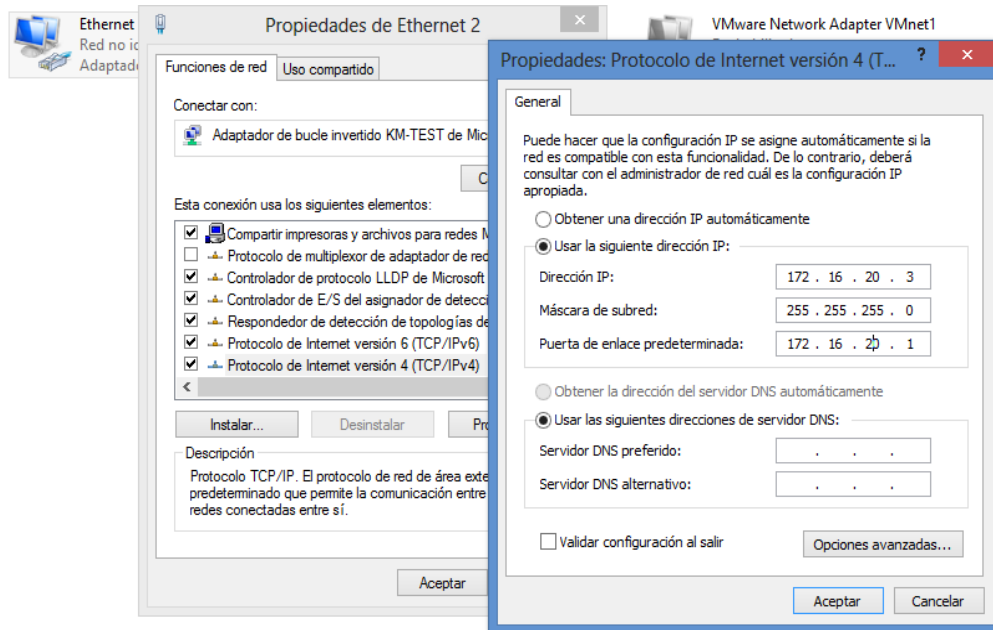 Ethernet
Red no id
Adaptado
Propiedades de Ethernet 2
Funciones de red
Uso compartido
Conectar con:
Adaptador de bucle invertido KM-TEST de Mic
Esta conexión usa los siguientes elementos:
Compartir impresoras y archivos para redes M
Protocolo de multiplexor de adaptador de red
Controlador de protocolo LLDP de Microsoft
Controlador de E/S del asignador de detecci
Respondedor de detección de topologías de
Protocolo de Internet versión 6 (TCP/IPv6)
Protocolo de Internet versión 4 (TCP/IPv4)
Instalar...
Desinstalar
Pro
Descripción
Protocolo TCP/IP. El protocolo de red de área exte
predeterminado que permite la comunicación entre
redes conectadas entre sí.
Aceptar
VMware Network Adapter VMnet1
Propiedades: Protocolo de Internet versión 4 (T...
General
Puede hacer que la configuración IP se asigne automáticamente si la
red es compatible con esta funcionalidad. De lo contrario, deberá
consultar con el administrador de red cuál es la configuración IP
apropiada.
Obtener una dirección IP automáticamente
Usar la siguiente dirección IP:
Dirección IP:
172 . 16 . 20 . 3
Máscara de subred:
255 . 255 . 255 . 0
Puerta de enlace predeterminada:
172 . 16 . 20 . 1
Obtener la dirección del servidor DNS automáticamente
Usar las siguientes direcciones de servidor DNS:
Servidor DNS preferido:
. . .
Servidor DNS alternativo:
. . .
Validar configuración al salir
Opciones avanzadas...
Aceptar
Cancelar